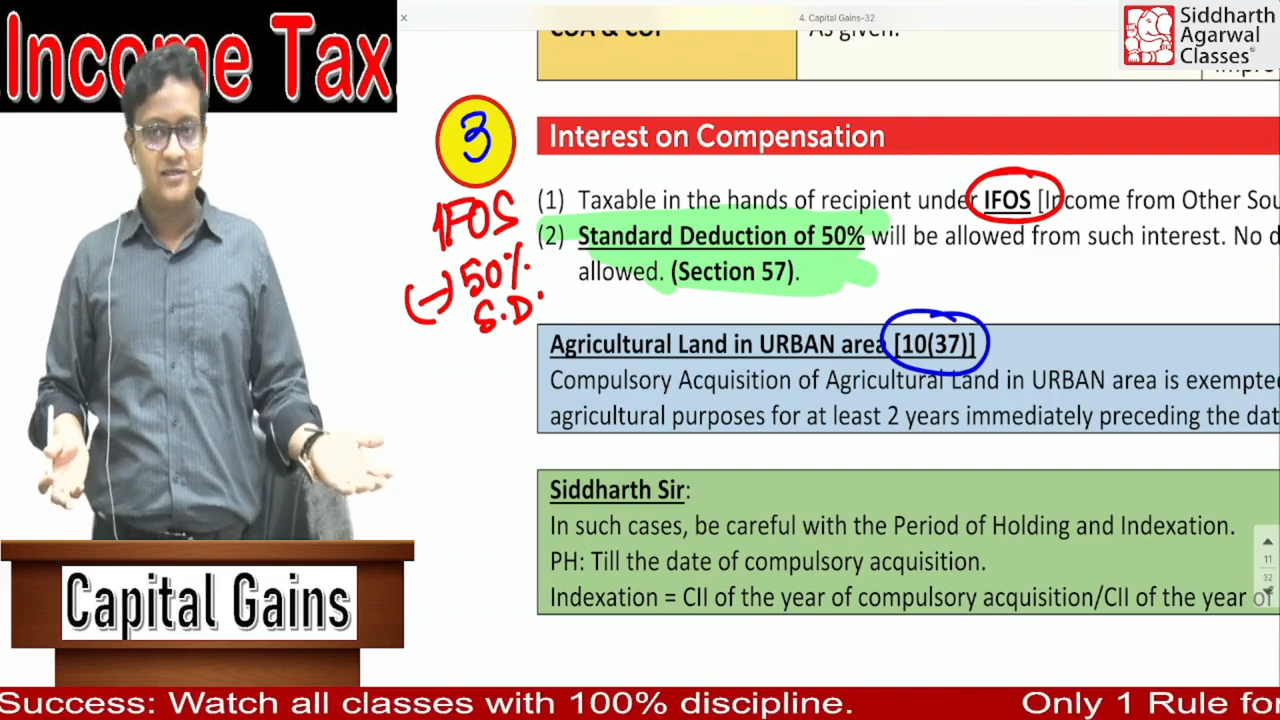 Income Tax
4. Capital Gains-32
Siddharth
Agarwal
Classes
COA & COI
As given.
3
Interest on Compensation
IFOS
(-) 50%
S.D.
(1) Taxable in the hands of recipient under IFOS [Income from Other Sou
(2) Standard Deduction of 50% will be allowed from such interest. No d
allowed. (Section 57).
Agricultural Land in URBAN area [10(37)]
Compulsory Acquisition of Agricultural Land in URBAN area is exempte
agricultural purposes for at least 2 years immediately preceding the dat
Siddharth Sir:
In such cases, be careful with the Period of Holding and Indexation.
PH: Till the date of compulsory acquisition.
Indexation = CII of the year of compulsory acquisition/CII of the year of
11
32
Capital Gains
Success: Watch all classes with 100% discipline.
Only 1 Rule for